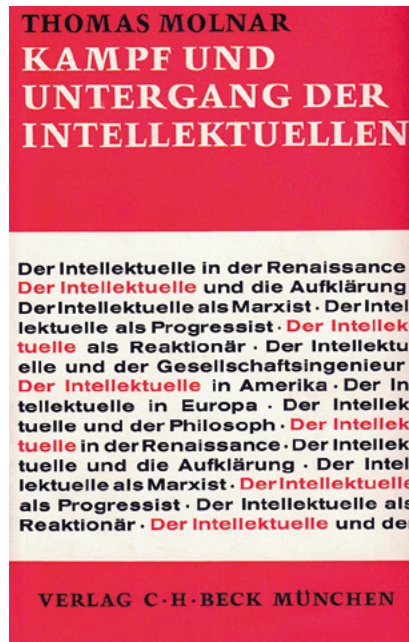 THOMAS MOLNAR
KAMPF UND
UNTERGANG DER
INTELLEKTUELLEN
Der Intellektuelle in der Renaissance
Der Intellektuelle und die Aufklärung
Der Intellektuelle als Marxist · Der Intel
lektuelle als Progressist · Der Intellek
tuelle als Reaktionär · Der Intellektu
elle und der Gesellschaftsingenieur
Der Intellektuelle in Amerika · Der In
tellektuelle in Europa · Der Intellek
tuelle und der Philosoph · Der Intellek
tuelle in der Renaissance · Der Intellek
tuelle und die Aufklärung · Der Intel
lektuelle als Marxist · Der Intellektuelle
als Progressist · Der Intellektuelle als
Reaktionär · Der Intellektuelle und de
VERLAG C·H·BECK MÜNCHEN